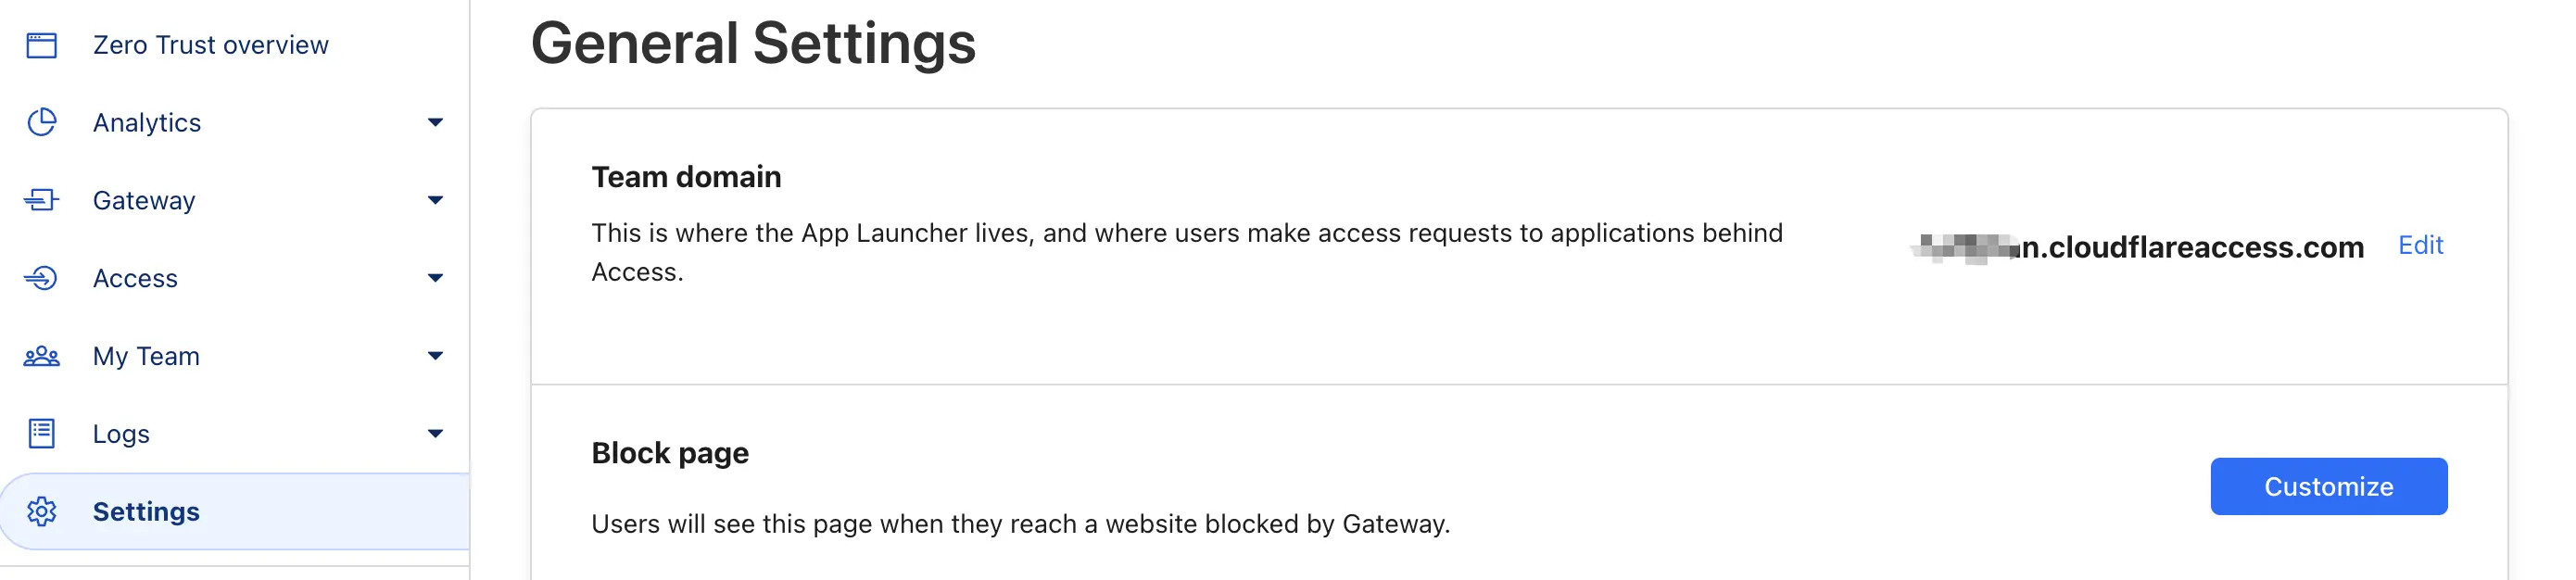 Zero Trust overview
Analytics
Gateway
Access
My Team
Logs
Settings
General Settings
Team domain
This is where the App Launcher lives, and where users make access requests to applications behind
Access.
n.cloudflareaccess.com
Edit
Block page
Users will see this page when they reach a website blocked by Gateway.
Customize